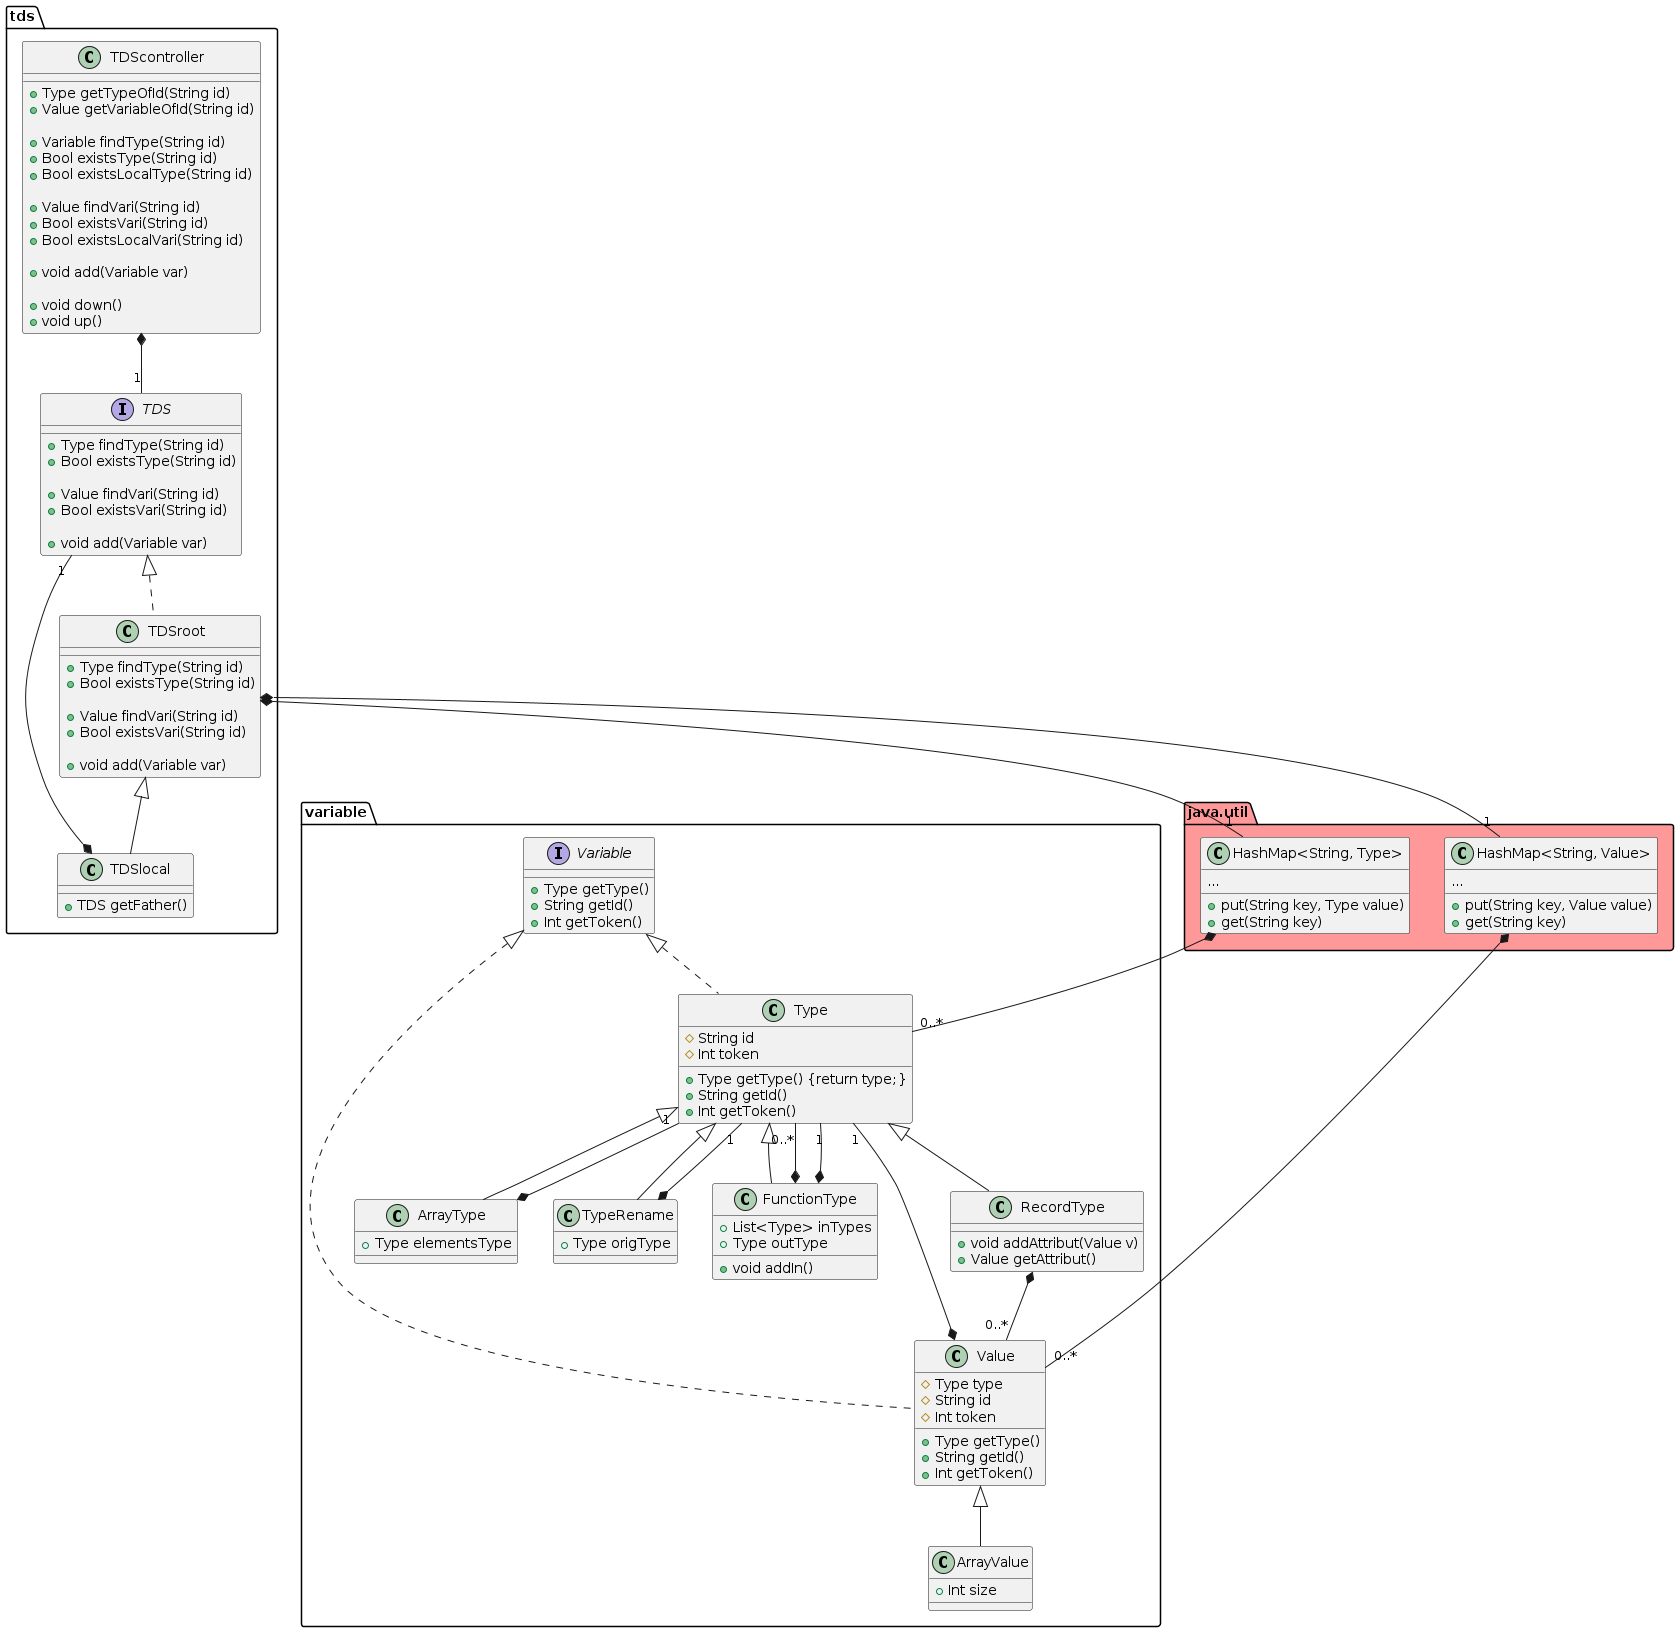 tds
C TDScontroller
Type getTypeOfId(String id)
Value getVariableOfId(String id)
Variable findType(String id)
Bool existsType(String id)
Bool existsLocalType(String id)
Value findVari(String id)
Bool existsVari(String id)
Bool existsLocalVari(String id)
void add(Variable var)
void down()
void up()
1
I TDS
Type findType(String id)
Bool existsType(String id)
Value findVari(String id)
Bool existsVari(String id)
void add(Variable var)
1
C TDSroot
Type findType(String id)
Bool existsType(String id)
Value findVari(String id)
Bool existsVari(String id)
void add(Variable var)
C TDSlocal
TDS getFather()
variable
I Variable
Type getType()
String getId()
Int getToken()
java.util
1
1
C HashMap<String, Type>
...
put(String key, Type value)
get(String key)
C HashMap<String, Value>
...
put(String key, Value value)
get(String key)
C Type
String id
Int token
Type getType() {return type;}
String getId()
Int getToken()
0..*
1
1
0..*
1
1
C ArrayType
Type elementsType
C TypeRename
Type origType
C FunctionType
List<Type> inTypes
Type outType
void addIn()
C RecordType
void addAttribut(Value v)
Value getAttribut()
0..*
0..*
C Value
Type type
String id
Int token
Type getType()
String getId()
Int getToken()
C ArrayValue
Int size